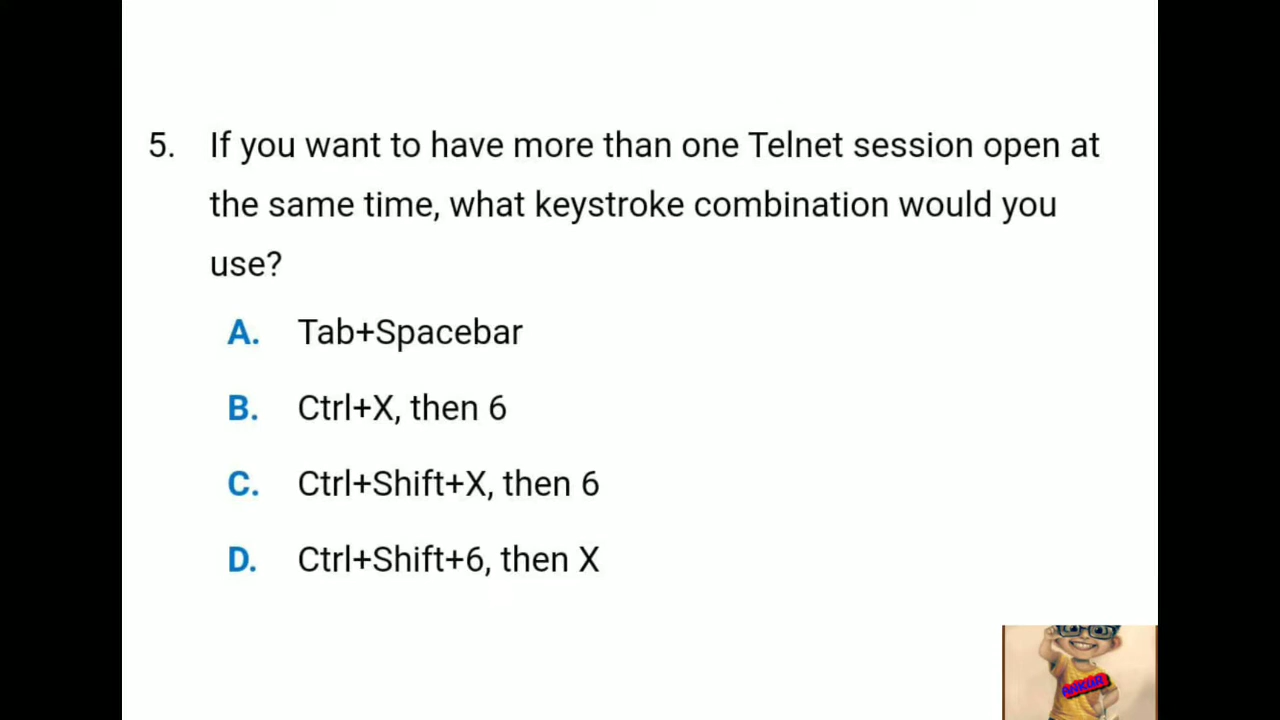 5. If you want to have more than one Telnet session open at
the same time, what keystroke combination would you
use?
A. Tab+Spacebar
B. Ctrl+X, then 6
C. Ctrl+Shift+X, then 6
D. Ctrl+Shift+6, then X
ANKUR